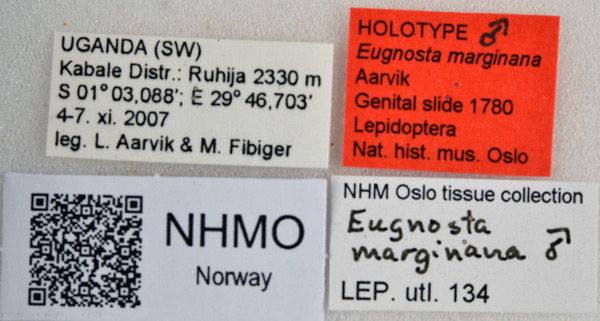 UGANDA (SW)
Kabale Distr.: Ruhija 2330 m
S 01° 03,088'; E 29° 46,703'
4-7. xi. 2007
leg. L. Aarvik & M. Fibiger
HOLOTYPE ♂
Eugnosta marginana
Aarvik
Genital slide 1780
Lepidoptera
Nat. hist. mus. Oslo
NHMO
Norway
NHM Oslo tissue collection
Eugnosta
marginana ♂
LEP. utl. 134